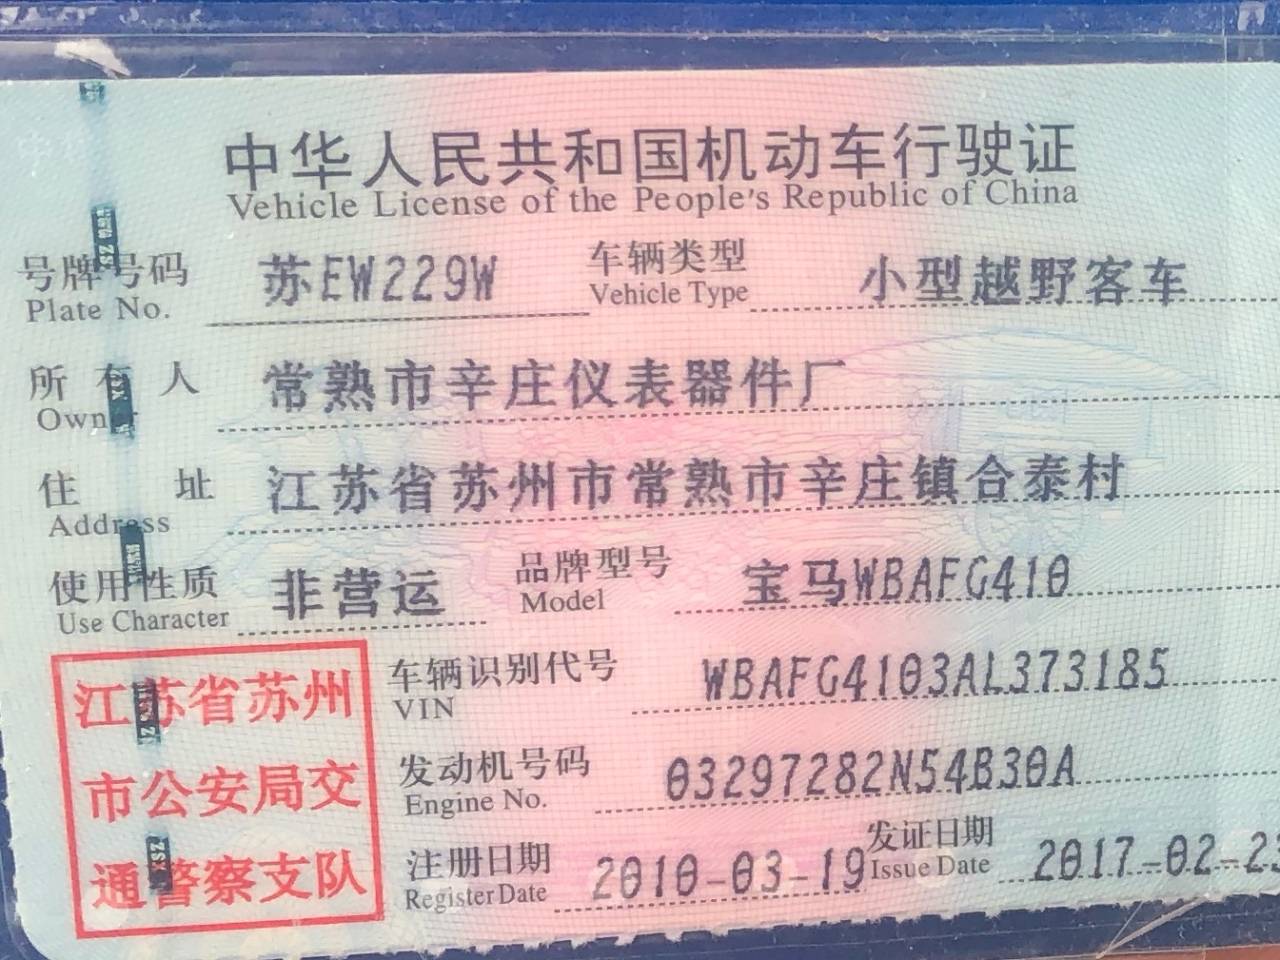 中华人民共和国机动车行驶证
Vehicle License of the People's Republic of China
号牌号码 苏EW229W 车辆类型 小型越野客车
Plate No. Vehicle Type
所有人 常熟市辛庄仪表器件厂
Owner
住址 江苏省苏州市常熟市辛庄镇合泰村
Address
使用性质 非营运 品牌型号 宝马WBAFG410
Use Character Model
车辆识别代号 WBAFG4103AL373185
VIN
发动机号码 03297282N54B30A
Engine No.
注册日期 2010-03-19 发证日期 2017-02-2
Register Date Issue Date
江苏省苏州
市公安局交
通警察支队